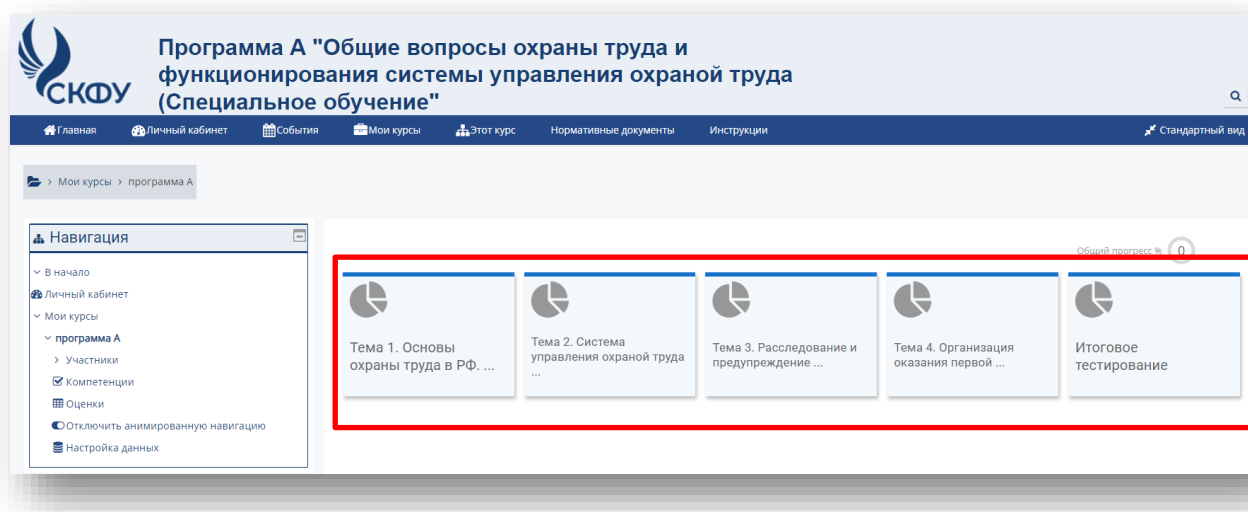 СКФУ
Программа А "Общие вопросы охраны труда и
функционирования системы управления охраной труда
(Специальное обучение"
Главная Личный кабинет События Мои курсы Этот курс Нормативные документы Инструкции Стандартный вид
> Мои курсы > программа А
Навигация
В начало
Личный кабинет
Мои курсы
программа А
Участники
Компетенции
Оценки
Отключить анимированную навигацию
Настройка данных
Общий прогресс % 0
Тема 1. Основы
охраны труда в РФ. ...
Тема 2. Система
управления охраной труда
...
Тема 3. Расследование и
предупреждение ...
Тема 4. Организация
оказания первой ...
Итоговое
тестирование